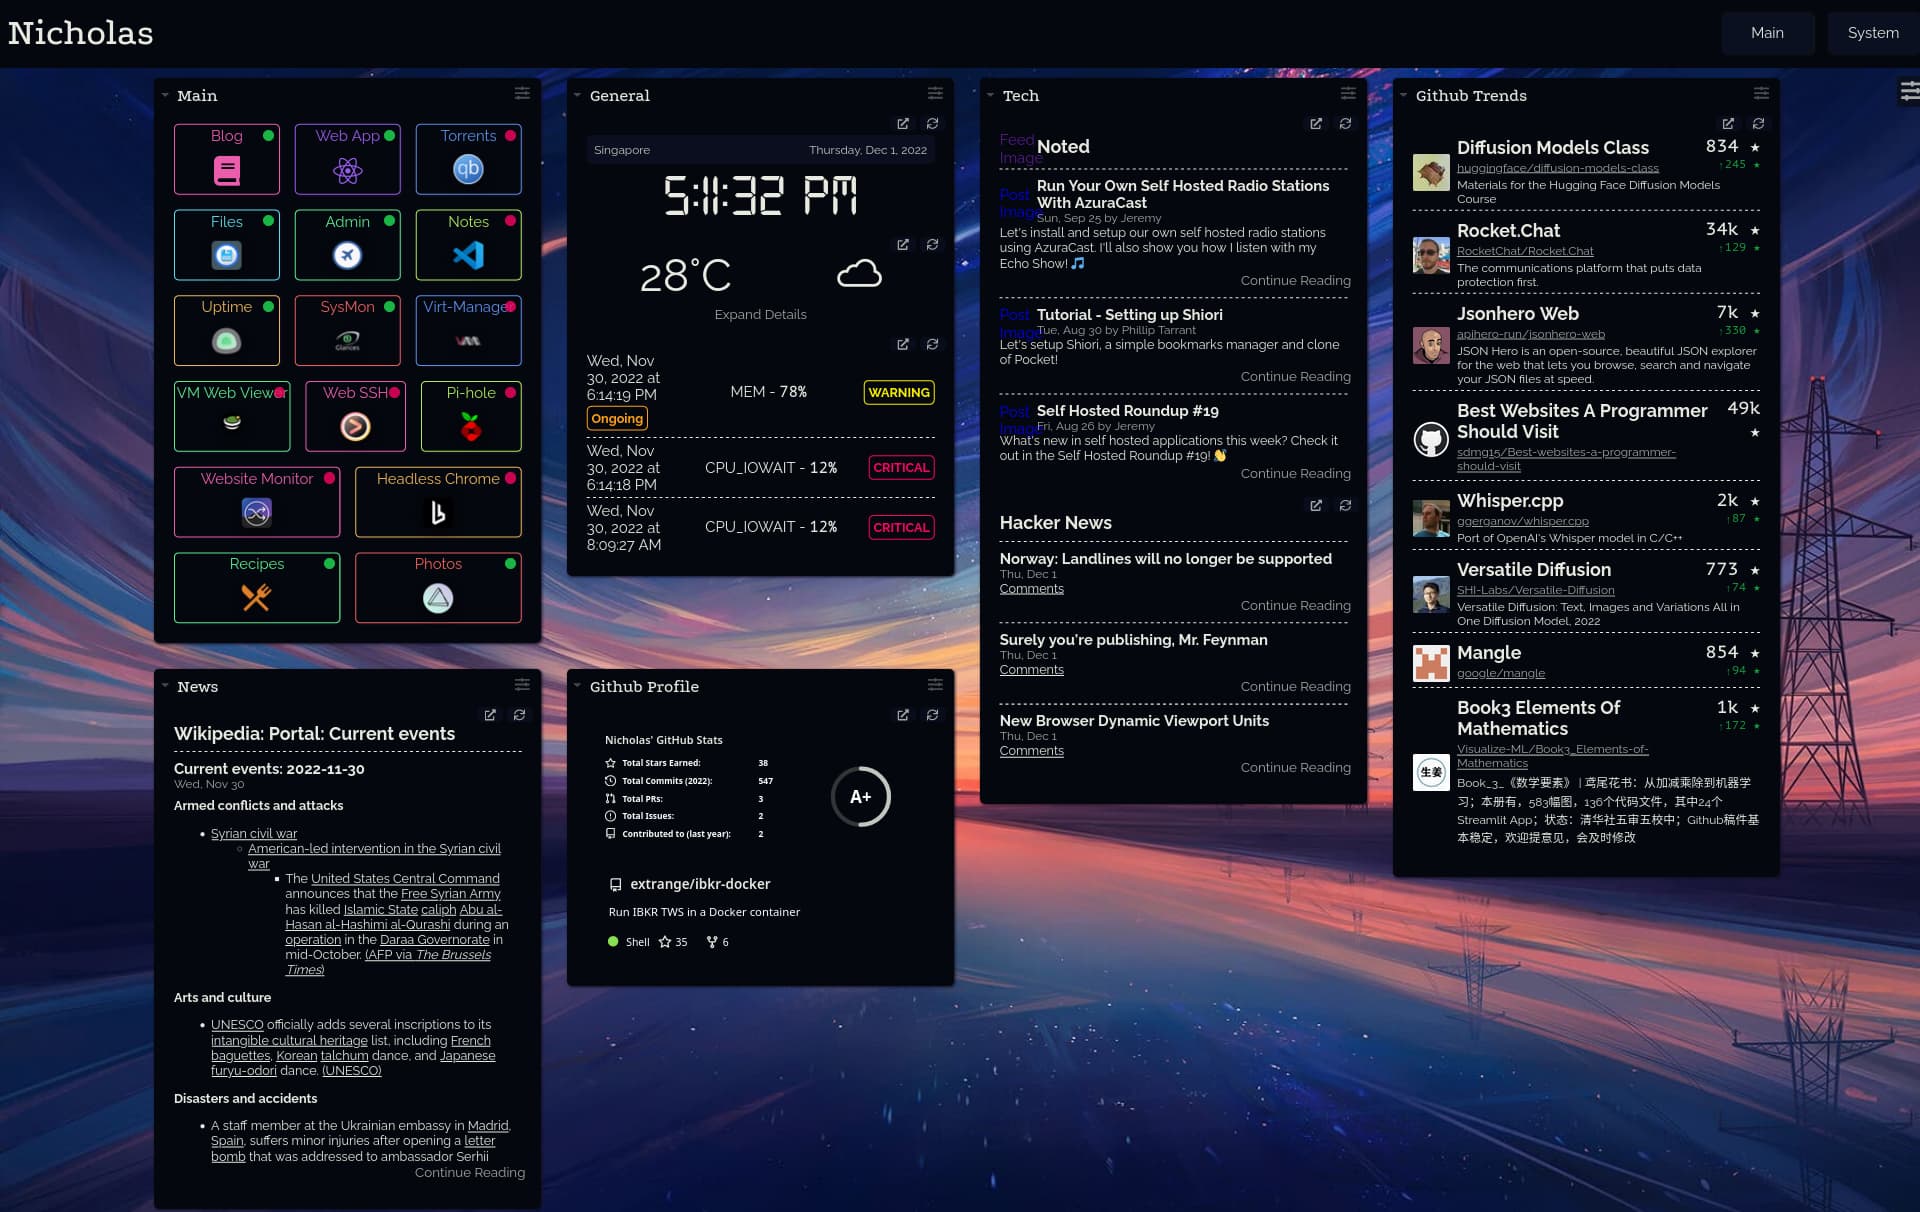 Nicholas
Main
System
Main
Blog
Web App
Torrents
qb
Files
Admin
Notes
Uptime
SysMon
Virt-Manager
Glances
VM Web Viewer
Web SSH
Pi-hole
Website Monitor
Headless Chrome
Recipes
Photos
News
Wikipedia: Portal: Current events
Current events: 2022-11-30
Wed, Nov 30
Armed conflicts and attacks
Syrian civil war
American-led intervention in the Syrian civil
war
The United States Central Command
announces that the Free Syrian Army
has killed Islamic State caliph Abu al-
Hasan al-Hashimi al-Qurashi during an
operation in the Daraa Governorate in
mid-October. (AFP via The Brussels
Times)
Arts and culture
UNESCO officially adds several inscriptions to its
intangible cultural heritage list, including French
baguettes, Korean talchum dance, and Japanese
furyu-odori dance. (UNESCO)
Disasters and accidents
A staff member at the Ukrainian embassy in Madrid,
Spain, suffers minor injuries after opening a letter
bomb that was addressed to ambassador Serhii
Continue Reading
General
Singapore
Thursday, Dec 1, 2022
5:11:32 PM
28°C
Expand Details
Wed, Nov
30, 2022 at
6:14:19 PM
Ongoing
MEM - 78%
WARNING
Wed, Nov
30, 2022 at
6:14:18 PM
CPU_IOWAIT - 12%
CRITICAL
Wed, Nov
30, 2022 at
8:09:27 AM
CPU_IOWAIT - 12%
CRITICAL
Github Profile
Nicholas' GitHub Stats
Total Stars Earned: 38
Total Commits (2022): 547
Total PRs: 3
Total Issues: 2
Contributed to (last year): 2
A+
extrange/ibkr-docker
Run IBKR TWS in a Docker container
Shell 35 6
Tech
Feed
Image
Noted
Post
Image
Run Your Own Self Hosted Radio Stations
With AzuraCast
Sun, Sep 25 by Jeremy
Let's install and setup our own self hosted radio stations
using AzuraCast. I'll also show you how I listen with my
Echo Show! 🎵
Continue Reading
Post
Image
Tutorial - Setting up Shiori
Tue, Aug 30 by Phillip Tarrant
Let's setup Shiori, a simple bookmarks manager and clone
of Pocket!
Continue Reading
Post
Image
Self Hosted Roundup #19
Fri, Aug 26 by Jeremy
What's new in self hosted applications this week? Check it
out in the Self Hosted Roundup #19! 👋
Continue Reading
Hacker News
Norway: Landlines will no longer be supported
Thu, Dec 1
Comments
Continue Reading
Surely you're publishing, Mr. Feynman
Thu, Dec 1
Comments
Continue Reading
New Browser Dynamic Viewport Units
Thu, Dec 1
Comments
Continue Reading
Github Trends
Diffusion Models Class
834 ★
huggingface/diffusion-models-class
↑245 ★
Materials for the Hugging Face Diffusion Models
Course
Rocket.Chat
34k ★
RocketChat/Rocket.Chat
↑129 ★
The communications platform that puts data
protection first.
Jsonhero Web
7k ★
apihero-run/jsonhero-web
↑330 ★
JSON Hero is an open-source, beautiful JSON explorer
for the web that lets you browse, search and navigate
your JSON files at speed.
Best Websites A Programmer
Should Visit
49k
★
sdmg15/Best-websites-a-programmer-
should-visit
Whisper.cpp
2k ★
ggerganov/whisper.cpp
↑87 ★
Port of OpenAI's Whisper model in C/C++
Versatile Diffusion
773 ★
SHI-Labs/Versatile-Diffusion
↑74 ★
Versatile Diffusion: Text, Images and Variations All in
One Diffusion Model, 2022
Mangle
854 ★
google/mangle
↑94 ★
Book3 Elements Of
Mathematics
1k ★
↑172 ★
Visualize-ML/Book3_Elements-of-
Mathematics
生姜
Book_3_《数学要素》 | 鸢尾花书：从加减乘除到机器学
习；本册有，583幅图，136个代码文件，其中24个
Streamlit App；状态：清华社五审五校中；Github稿件基
本稳定，欢迎提意见，会及时修改